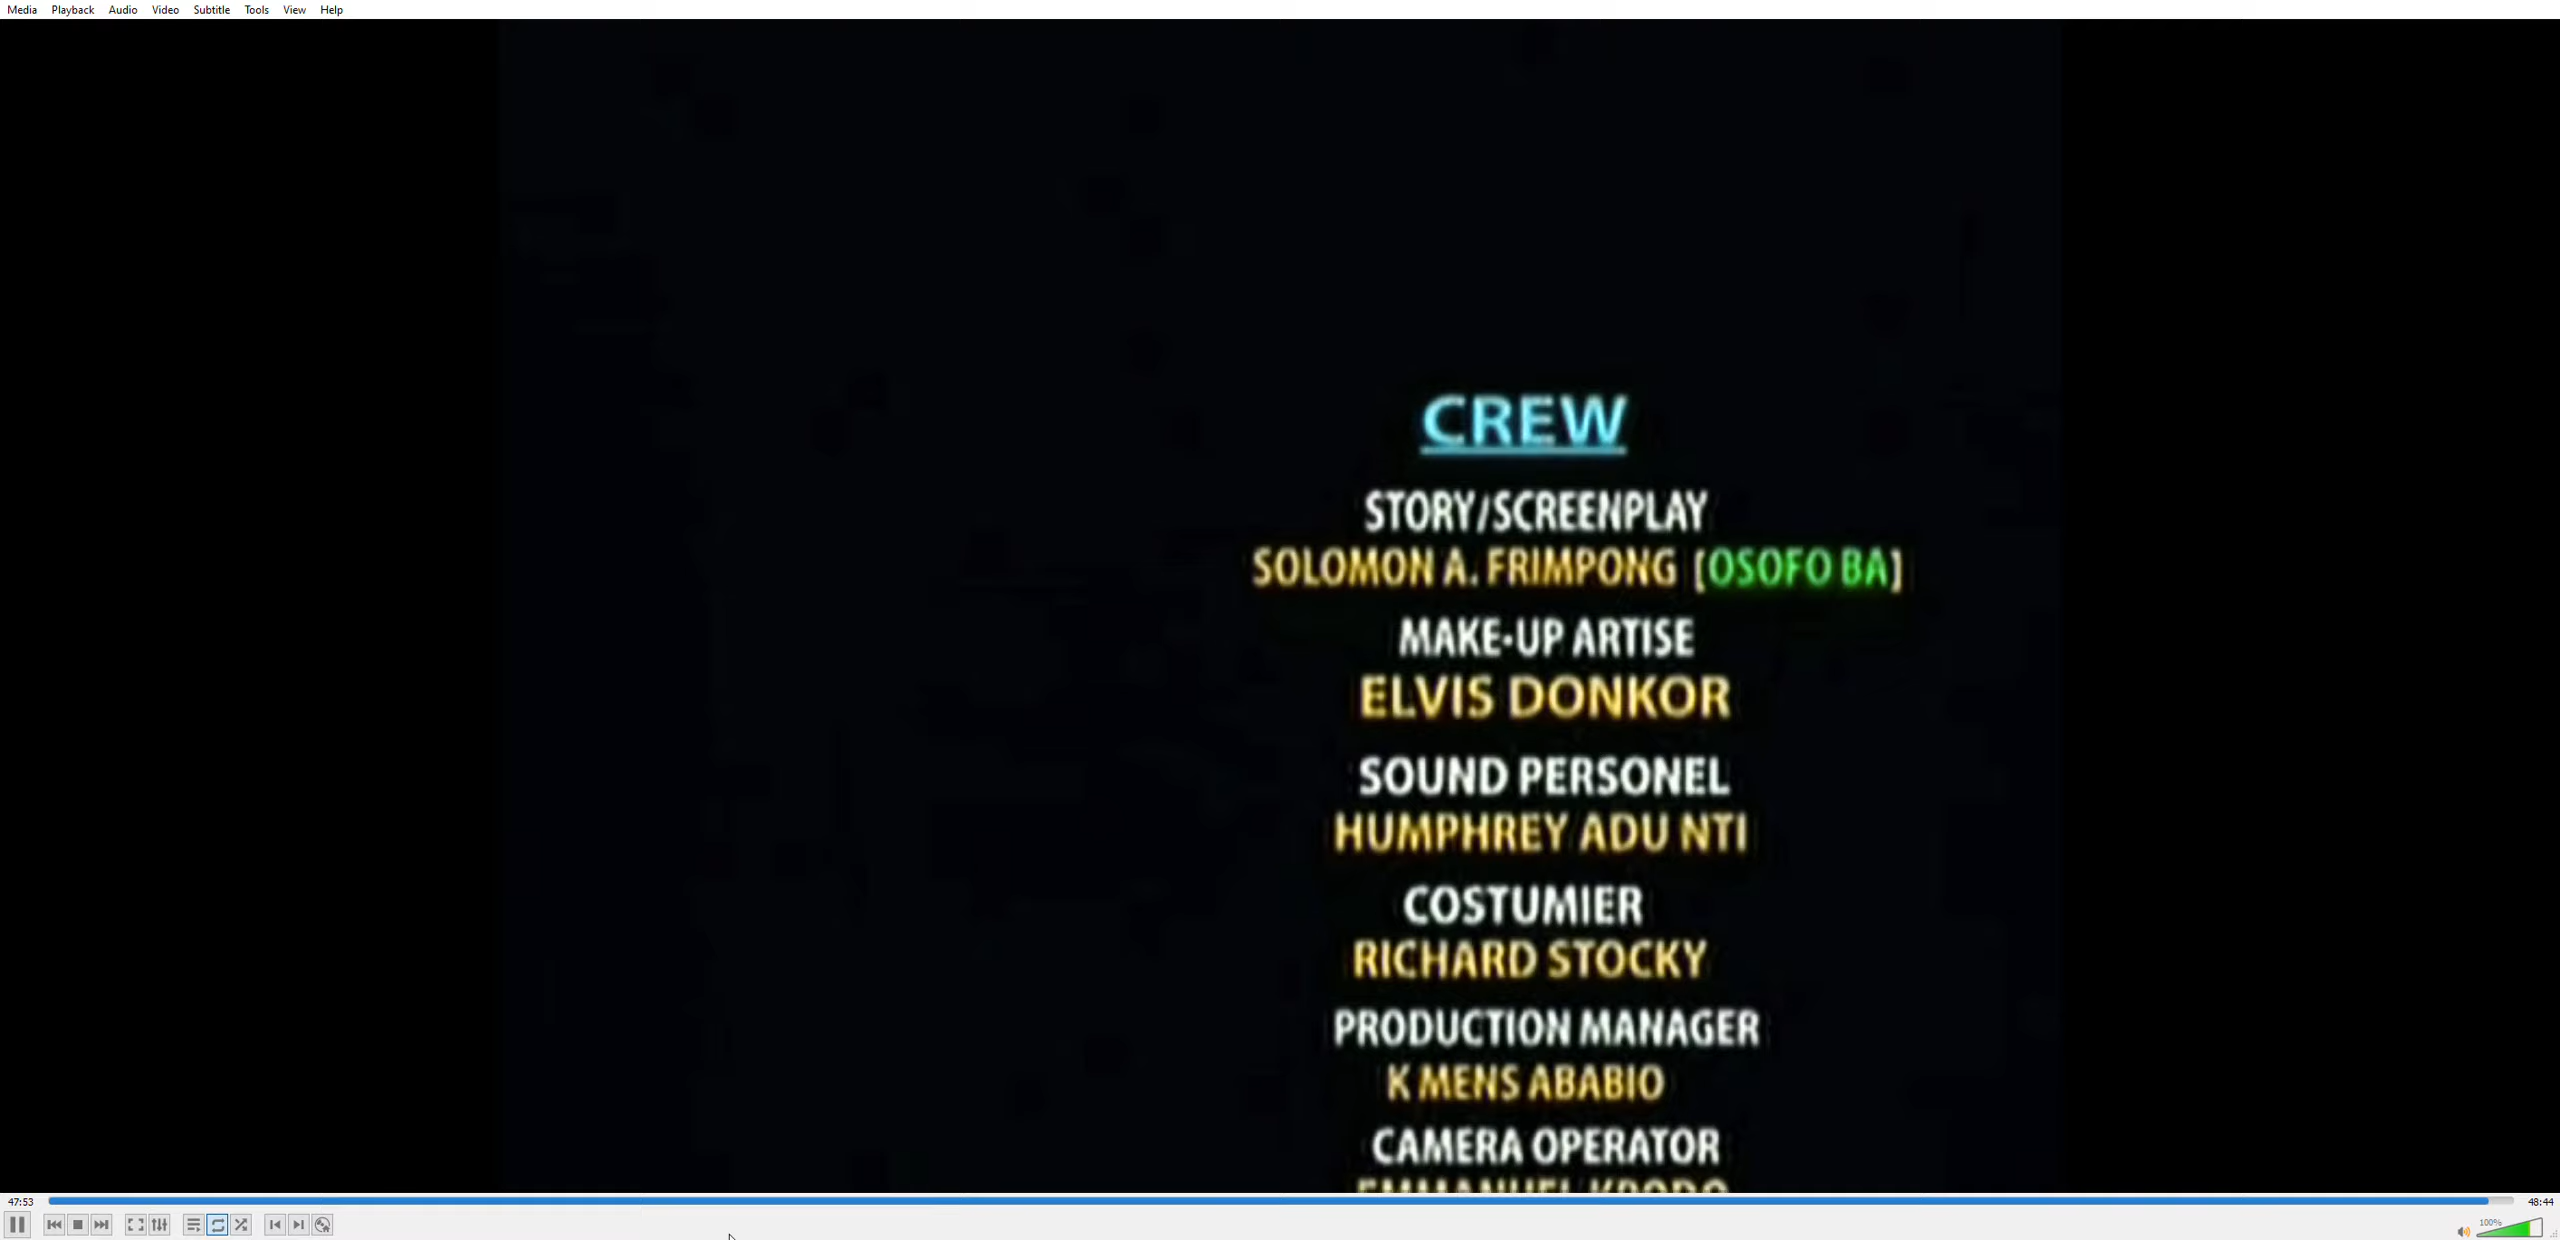 Media Playback Audio Video Subtitle Tools View Help
CREW
STORY/SCREENPLAY
SOLOMON A. FRIMPONG [OSOFO BA]
MAKE-UP ARTISE
ELVIS DONKOR
SOUND PERSONEL
HUMPHREY ADU NTI
COSTUMIER
RICHARD STOCKY
PRODUCTION MANAGER
K MENS ABABIO
CAMERA OPERATOR
EMMANUEL
47:53
48:44
100%